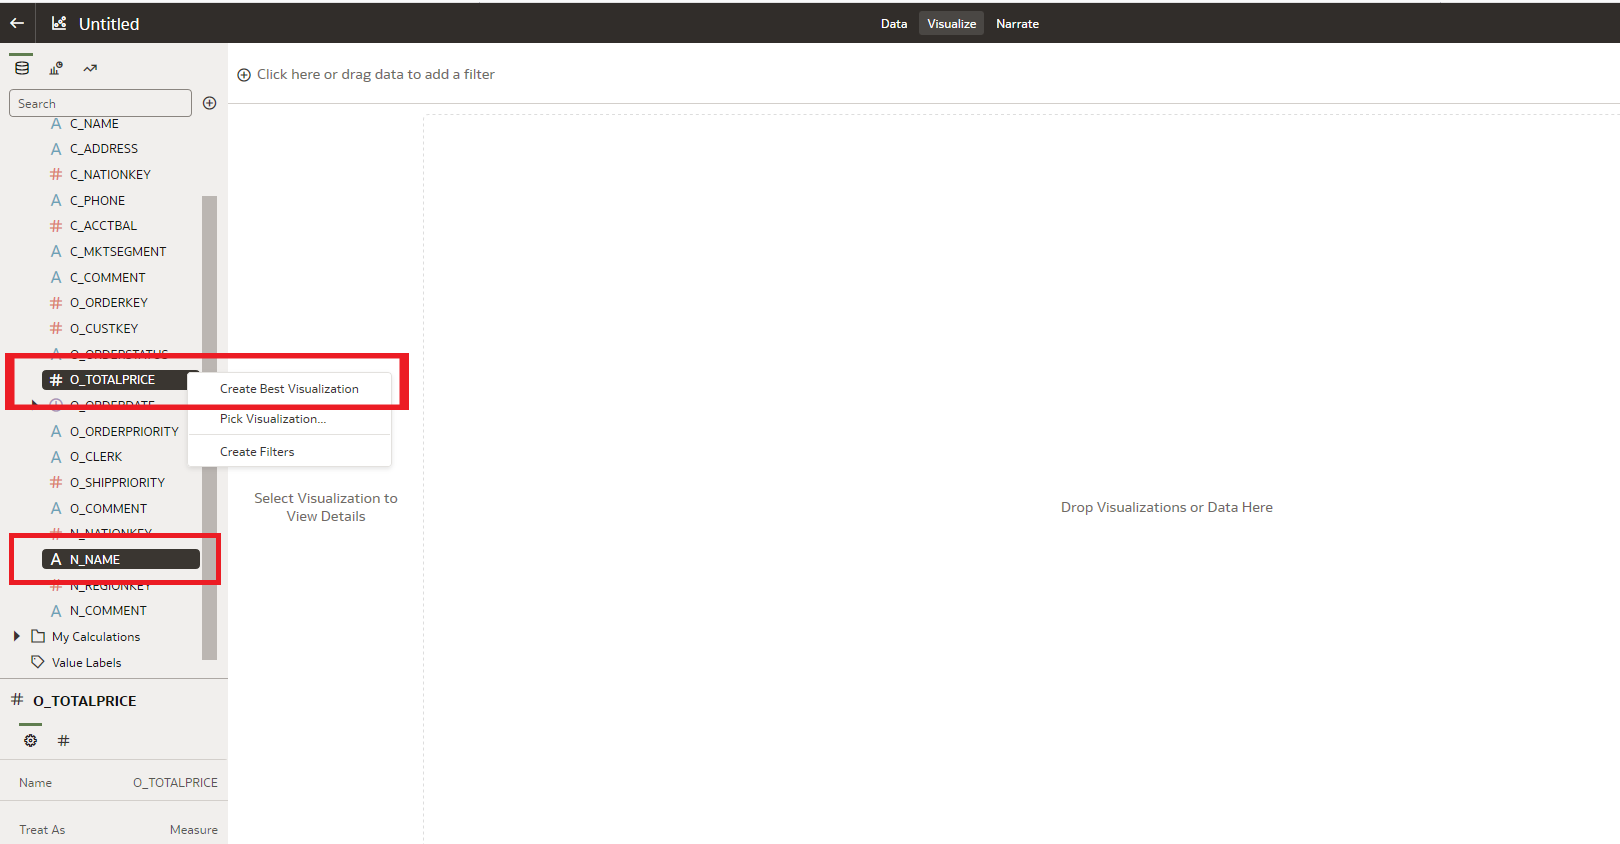 Untitled
Data
Visualize
Narrate
Click here or drag data to add a filter
Search
C_NAME
C_ADDRESS
C_NATIONKEY
C_PHONE
C_ACCTBAL
C_MKTSEGMENT
C_COMMENT
O_ORDERKEY
O_CUSTKEY
O_ORDERSTATUS
O_TOTALPRICE
O_ORDERDATE
O_ORDERPRIORITY
O_CLERK
O_SHIPPRIORITY
O_COMMENT
N_NATIONKEY
N_NAME
N_REGIONKEY
N_COMMENT
My Calculations
Value Labels
Create Best Visualization
Pick Visualization...
Create Filters
Select Visualization to
View Details
Drop Visualizations or Data Here
# O_TOTALPRICE
#
Name O_TOTALPRICE
Treat As Measure